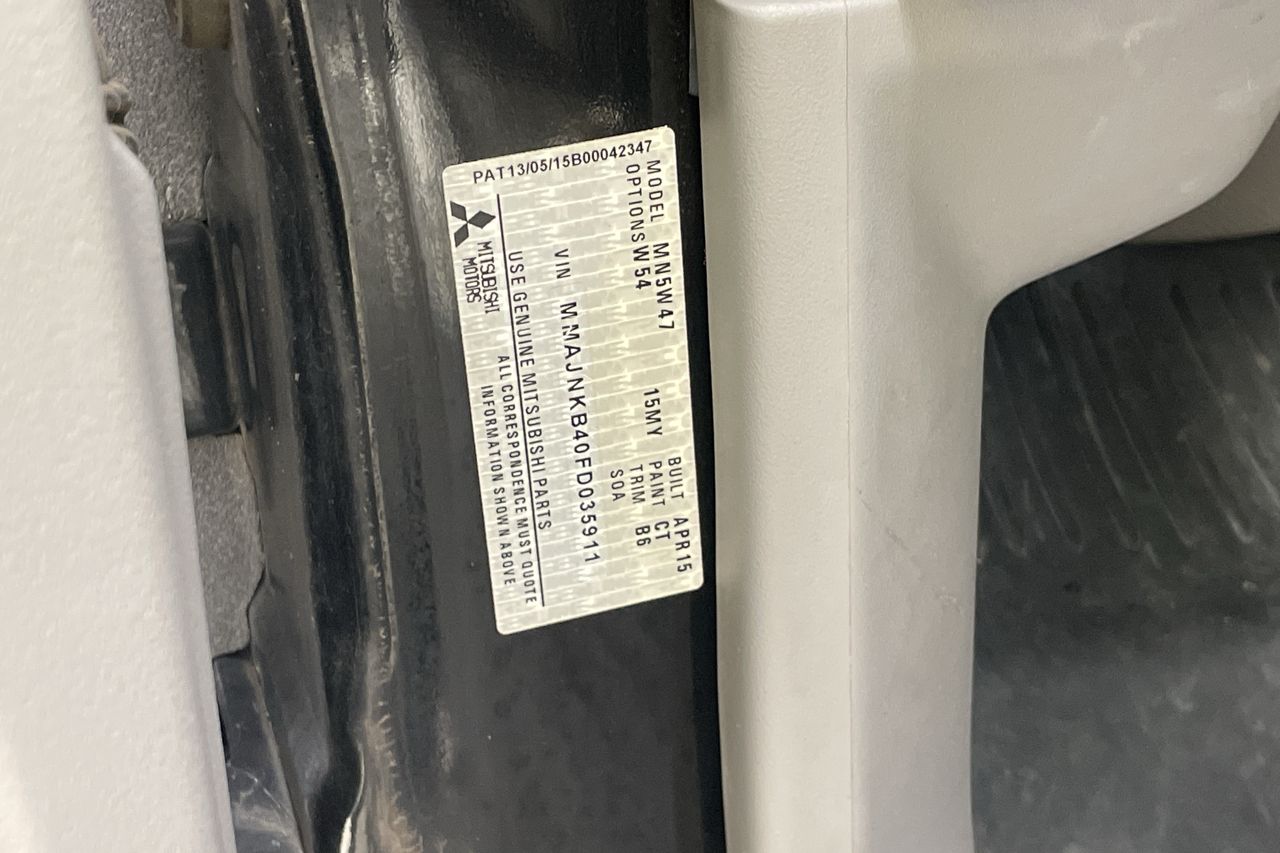 PAT13/05/15B00042347
MODEL MN5W47 15MY BUILT APR15
OPTIONS W54 PAINT CT
TRIM B6
SOA
VIN MMAJNKB40FD035911
USE GENUINE MITSUBISHI PARTS
MITSUBISHI
MOTORS
ALL CORRESPONDENCE MUST QUOTE
INFORMATION SHOWN ABOVE